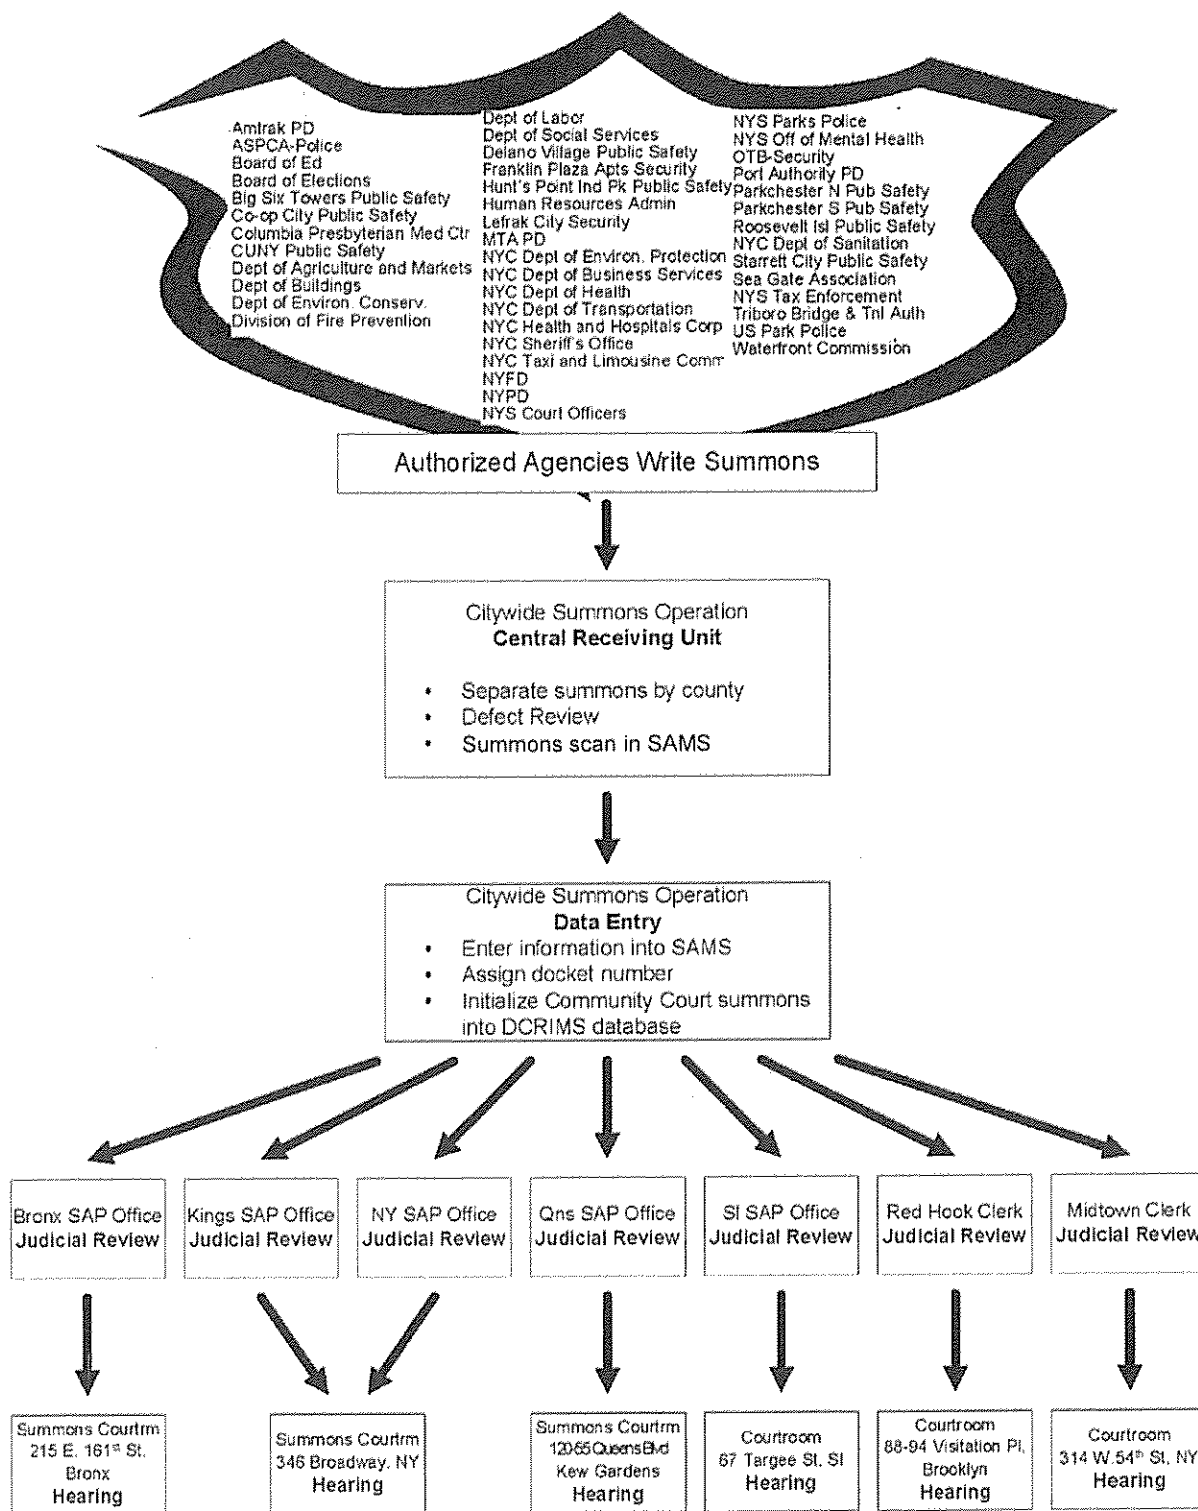 Amtrak PD
ASPCA-Police
Board of Ed
Board of Elections
Big Six Towers Public Safety
Co-op City Public Safety
Columbia Presbyterian Med Ctr
CUNY Public Safety
Dept of Agriculture and Markets
Dept of Buildings
Dept of Environ. Conserv.
Division of Fire Prevention
Dept of Labor
Dept of Social Services
Delano Village Public Safety
Franklin Plaza Apts Security
Hunt's Point Ind Pk Public Safety
Human Resources Admin
Lefrak City Security
MTA PD
NYC Dept of Environ. Protection
NYC Dept of Business Services
NYC Dept of Health
NYC Dept of Transportation
NYC Health and Hospitals Corp
NYC Sheriff's Office
NYC Taxi and Limousine Comm
NYFD
NYPD
NYS Court Officers
NYS Parks Police
NYS Off of Mental Health
OTB-Security
Port Authority PD
Parkchester N Pub Safety
Parkchester S Pub Safety
Roosevelt Isl Public Safety
NYC Dept of Sanitation
Starrett City Public Safety
Sea Gate Association
NYS Tax Enforcement
Triboro Bridge & Tnl Auth
US Park Police
Waterfront Commission
Authorized Agencies Write Summons
Citywide Summons Operation
Central Receiving Unit
• Separate summons by county
• Defect Review
• Summons scan in SAMS
Citywide Summons Operation
Data Entry
• Enter information into SAMS
• Assign docket number
• Initialize Community Court summons
into DCRIMS database
Bronx SAP Office
Judicial Review
Kings SAP Office
Judicial Review
NY SAP Office
Judicial Review
Qns SAP Office
Judicial Review
SI SAP Office
Judicial Review
Red Hook Clerk
Judicial Review
Midtown Clerk
Judicial Review
Summons Courtrm
215 E. 161st St.
Bronx
Hearing
Summons Courtrm
346 Broadway, NY
Hearing
Summons Courtrm
120-55 Queens Blvd
Kew Gardens
Hearing
Courtroom
67 Targee St, SI
Hearing
Courtroom
88-94 Visitation Pl,
Brooklyn
Hearing
Courtroom
314 W.54th St, NY
Hearing